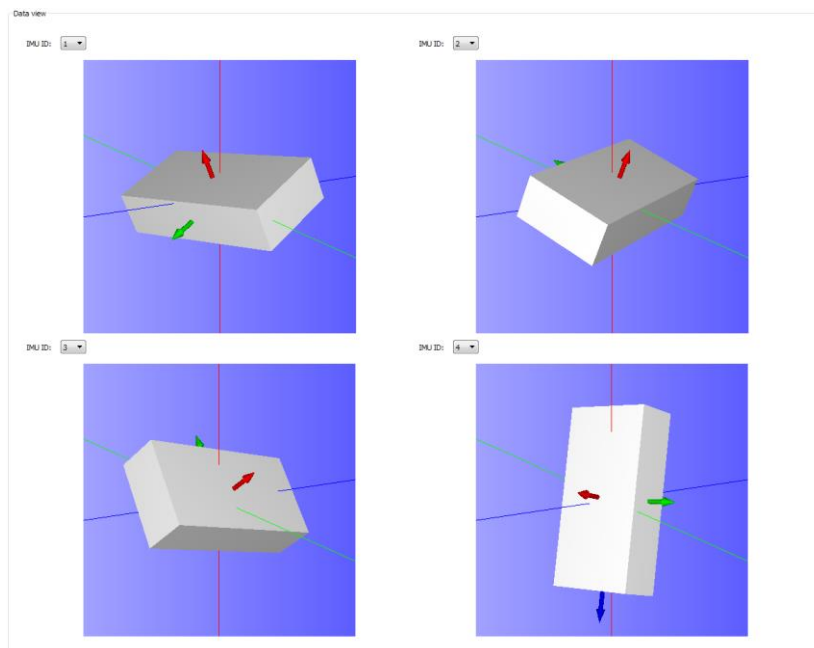 Data view
IMU ID: 1
IMU ID: 2
IMU ID: 3
IMU ID: 4